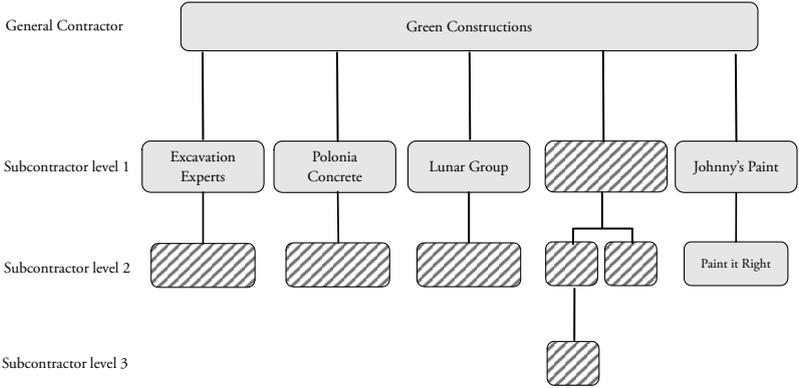 General Contractor
Green Constructions
Subcontractor level 1
Excavation
Experts
Polonia
Concrete
Lunar Group
Johnny's Paint
Subcontractor level 2
Paint it Right
Subcontractor level 3